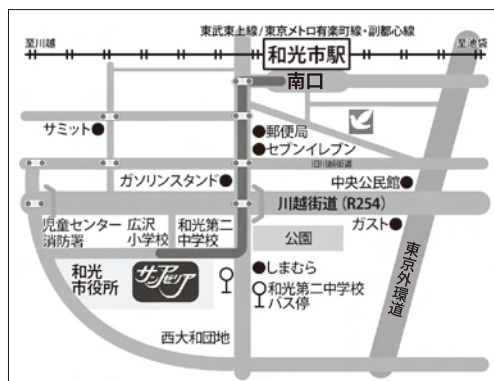 東武東上線/東京メトロ有楽町線・副都心線
至川越
和光市駅
至池袋
南口
サミット
郵便局
セブンイレブン
旧川越街道
ガソリンスタンド
中央公民館
川越街道(R254)
児童センター
消防署
広沢
小学校
和光第二
中学校
公園
ガスト
東京外環道
和光
市役所
サンアゼリア
しまむら
和光第二中学校
バス停
西大和団地